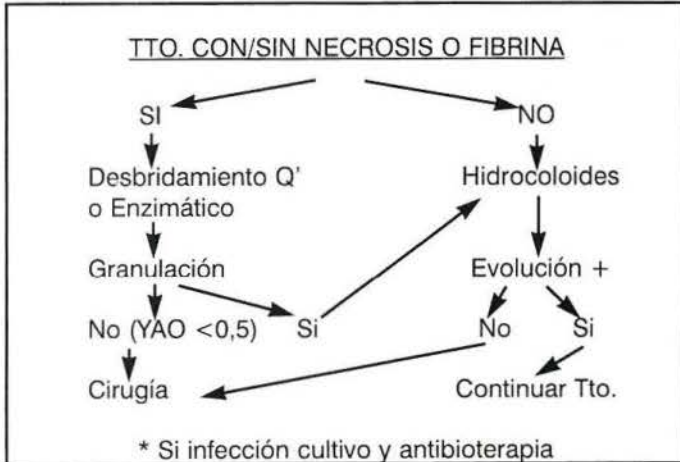 TTO. CON/SIN NECROSIS O FIBRINA
SI
NO
Desbridamiento Q'
o Enzimático
Hidrocoloides
Granulación
Evolución +
No (YAO <0,5)
Si
No
Si
Cirugía
Continuar Tto.
* Si infección cultivo y antibioterapia